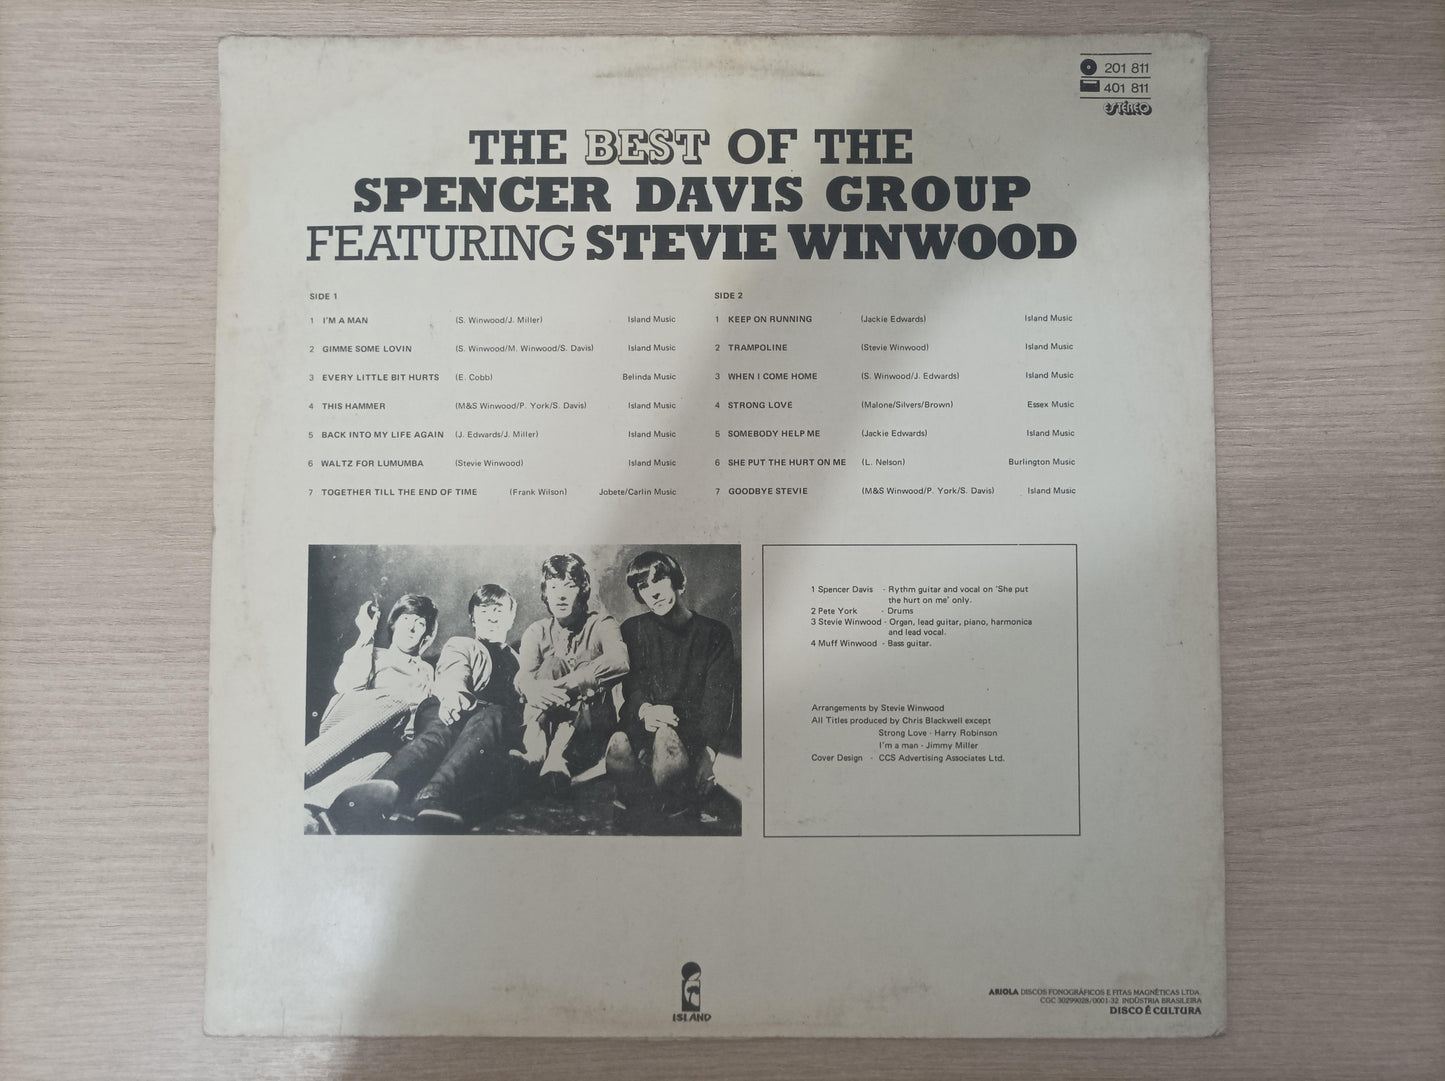 201 811
401 811
ESTÉREO
THE BEST OF THE
SPENCER DAVIS GROUP
FEATURING STEVIE WINWOOD
SIDE 1
1 I'M A MAN (S. Winwood/J. Miller) Island Music
2 GIMME SOME LOVIN (S. Winwood/M. Winwood/S. Davis) Island Music
3 EVERY LITTLE BIT HURTS (E. Cobb) Belinda Music
4 THIS HAMMER (M&S Winwood/P. York/S. Davis) Island Music
5 BACK INTO MY LIFE AGAIN (J. Edwards/J. Miller) Island Music
6 WALTZ FOR LUMUMBA (Stevie Winwood) Island Music
7 TOGETHER TILL THE END OF TIME (Frank Wilson) Jobete/Carlin Music
SIDE 2
1 KEEP ON RUNNING (Jackie Edwards) Island Music
2 TRAMPOLINE (Stevie Winwood) Island Music
3 WHEN I COME HOME (S. Winwood/J. Edwards) Island Music
4 STRONG LOVE (Malone/Silvers/Brown) Essex Music
5 SOMEBODY HELP ME (Jackie Edwards) Island Music
6 SHE PUT THE HURT ON ME (L. Nelson) Burlington Music
7 GOODBYE STEVIE (M&S Winwood/P. York/S. Davis) Island Music
1 Spencer Davis - Rythm guitar and vocal on 'She put
the hurt on me' only.
2 Pete York - Drums
3 Stevie Winwood - Organ, lead guitar, piano, harmonica
and lead vocal.
4 Muff Winwood - Bass guitar.
Arrangements by Stevie Winwood
All Titles produced by Chris Blackwell except
Strong Love - Harry Robinson
I'm a man - Jimmy Miller
Cover Design - CCS Advertising Associates Ltd.
ISLAND
ARIOLA DISCOS FONOGRÁFICOS E FITAS MAGNÉTICAS LTDA.
CGC 30299028/0001-32 INDÚSTRIA BRASILEIRA
DISCO É CULTURA